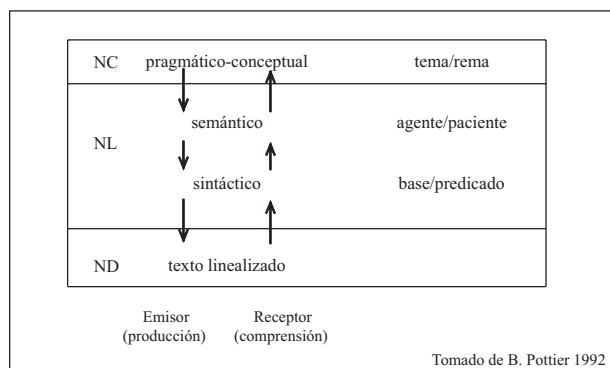 NC pragmático-conceptual tema/rema
semántico agente/paciente
NL
sintáctico base/predicado
ND texto linealizado
Emisor Receptor
(producción) (comprensión)
Tomado de B. Pottier 1992